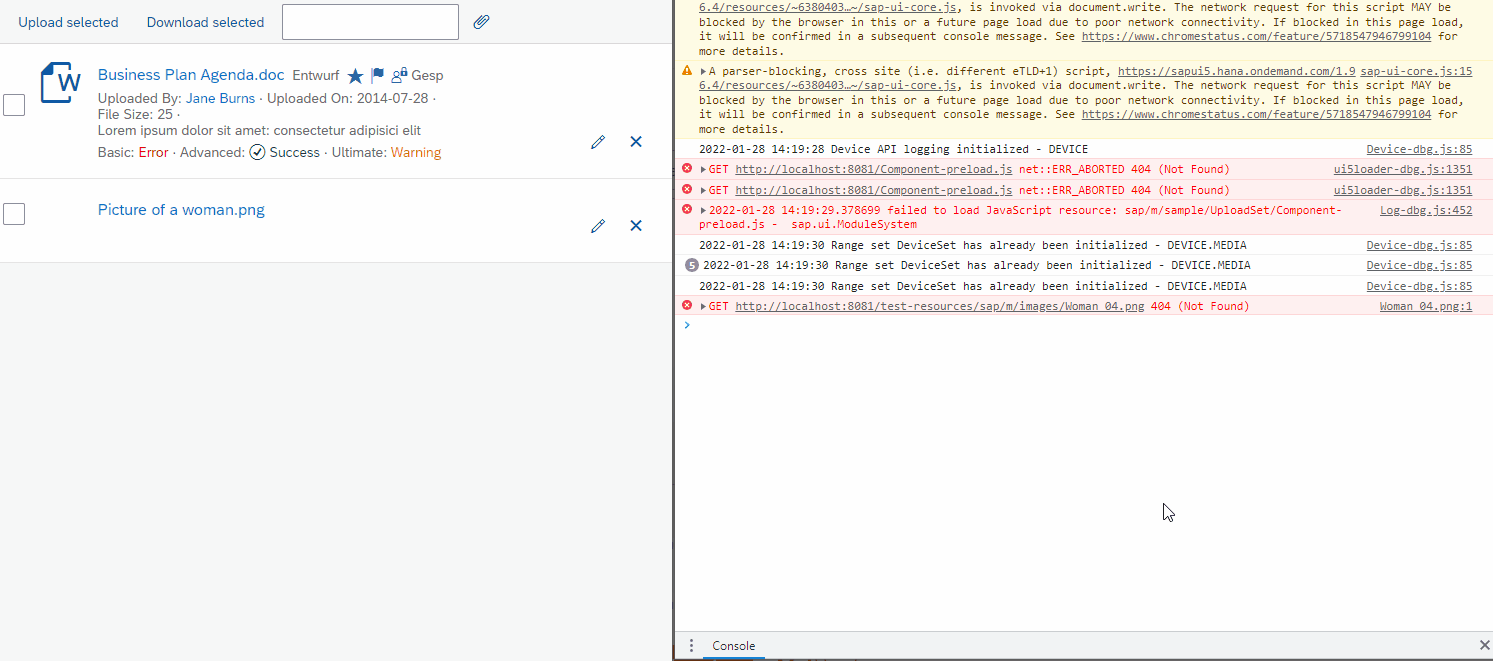 Upload selected Download selected
W
Business Plan Agenda.doc Entwurf Gesp
Uploaded By: Jane Burns · Uploaded On: 2014-07-28 ·
File Size: 25 ·
Lorem ipsum dolor sit amet: consectetur adipisici elit
Basic: Error · Advanced: Success · Ultimate: Warning
Picture of a woman.png
6.4/resources/~6380403…~/sap-ui-core.js, is invoked via document.write. The network request for this script MAY be
blocked by the browser in this or a future page load due to poor network connectivity. If blocked in this page load,
it will be confirmed in a subsequent console message. See https://www.chromestatus.com/feature/5718547946799104 for
more details.
A parser-blocking, cross site (i.e. different eTLD+1) script, https://sapui5.hana.ondemand.com/1.9 sap-ui-core.js:15
6.4/resources/~6380403…~/sap-ui-core.js, is invoked via document.write. The network request for this script MAY be
blocked by the browser in this or a future page load due to poor network connectivity. If blocked in this page load,
it will be confirmed in a subsequent console message. See https://www.chromestatus.com/feature/5718547946799104 for
more details.
2022-01-28 14:19:28 Device API logging initialized - DEVICE Device-dbg.js:85
GET http://localhost:8081/Component-preload.js net::ERR_ABORTED 404 (Not Found) ui5loader-dbg.js:1351
GET http://localhost:8081/Component-preload.js net::ERR_ABORTED 404 (Not Found) ui5loader-dbg.js:1351
2022-01-28 14:19:29.378699 failed to load JavaScript resource: sap/m/sample/UploadSet/Component- Log-dbg.js:452
preload.js - sap.ui.ModuleSystem
2022-01-28 14:19:30 Range set DeviceSet has already been initialized - DEVICE.MEDIA Device-dbg.js:85
5 2022-01-28 14:19:30 Range set DeviceSet has already been initialized - DEVICE.MEDIA Device-dbg.js:85
2022-01-28 14:19:30 Range set DeviceSet has already been initialized - DEVICE.MEDIA Device-dbg.js:85
GET http://localhost:8081/test-resources/sap/m/images/Woman_04.png 404 (Not Found) Woman_04.png:1
Console